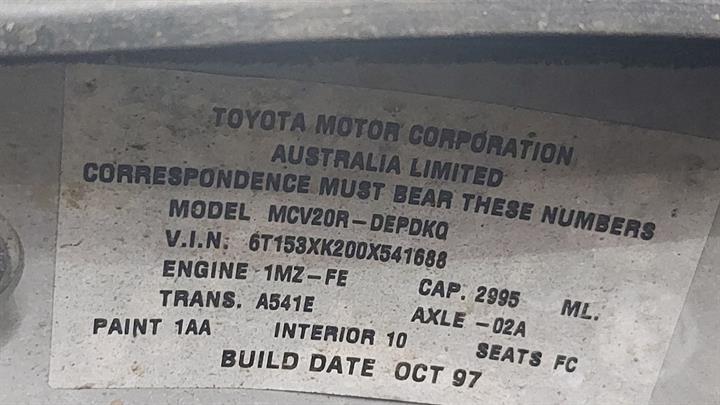 TOYOTA MOTOR CORPORATION
AUSTRALIA LIMITED
CORRESPONDENCE MUST BEAR THESE NUMBERS
MODEL MCV20R-DEPDKQ
V.I.N. 6T153XK200X541688
ENGINE 1MZ-FE CAP. 2995 ML.
TRANS. A541E AXLE -02A
PAINT 1AA INTERIOR 10 SEATS FC
BUILD DATE OCT 97